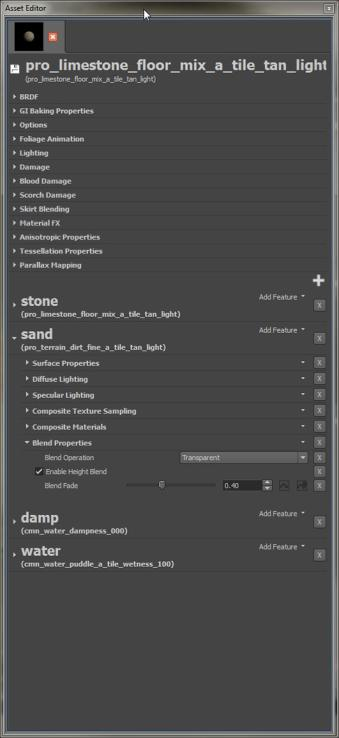 Asset Editor
pro_limestone_floor_mix_a_tile_tan_light
(pro_limestone_floor_mix_a_tile_tan_light)
BRDF
GI Baking Properties
Options
Foliage Animation
Lighting
Damage
Blood Damage
Scorch Damage
Skirt Blending
Material FX
Anisotropic Properties
Tessellation Properties
Parallax Mapping
stone Add Feature
(pro_limestone_floor_mix_a_tile_tan_light) X
sand Add Feature
(pro_terrain_dirt_fine_a_tile_tan_light) X
Surface Properties X
Diffuse Lighting X
Specular Lighting X
Composite Texture Sampling X
Composite Materials X
Blend Properties X
Blend Operation Transparent
Enable Height Blend X
Blend Fade 0.40 X
damp Add Feature
(cmn_water_dampness_000) X
water Add Feature
(cmn_water_puddle_a_tile_wetness_100) X